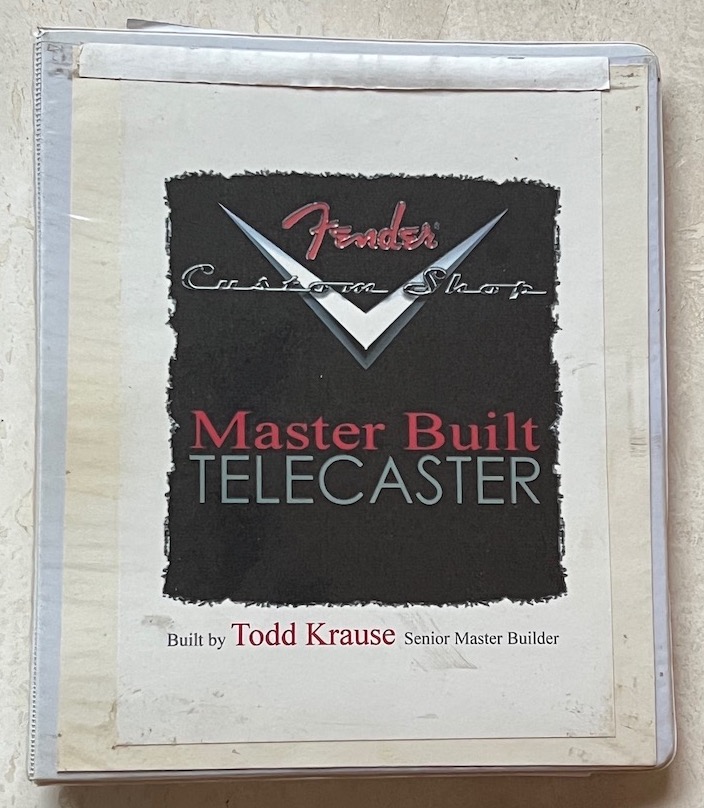 Fender
Custom Shop
Master Built
TELECASTER
Built by Todd Krause Senior Master Builder